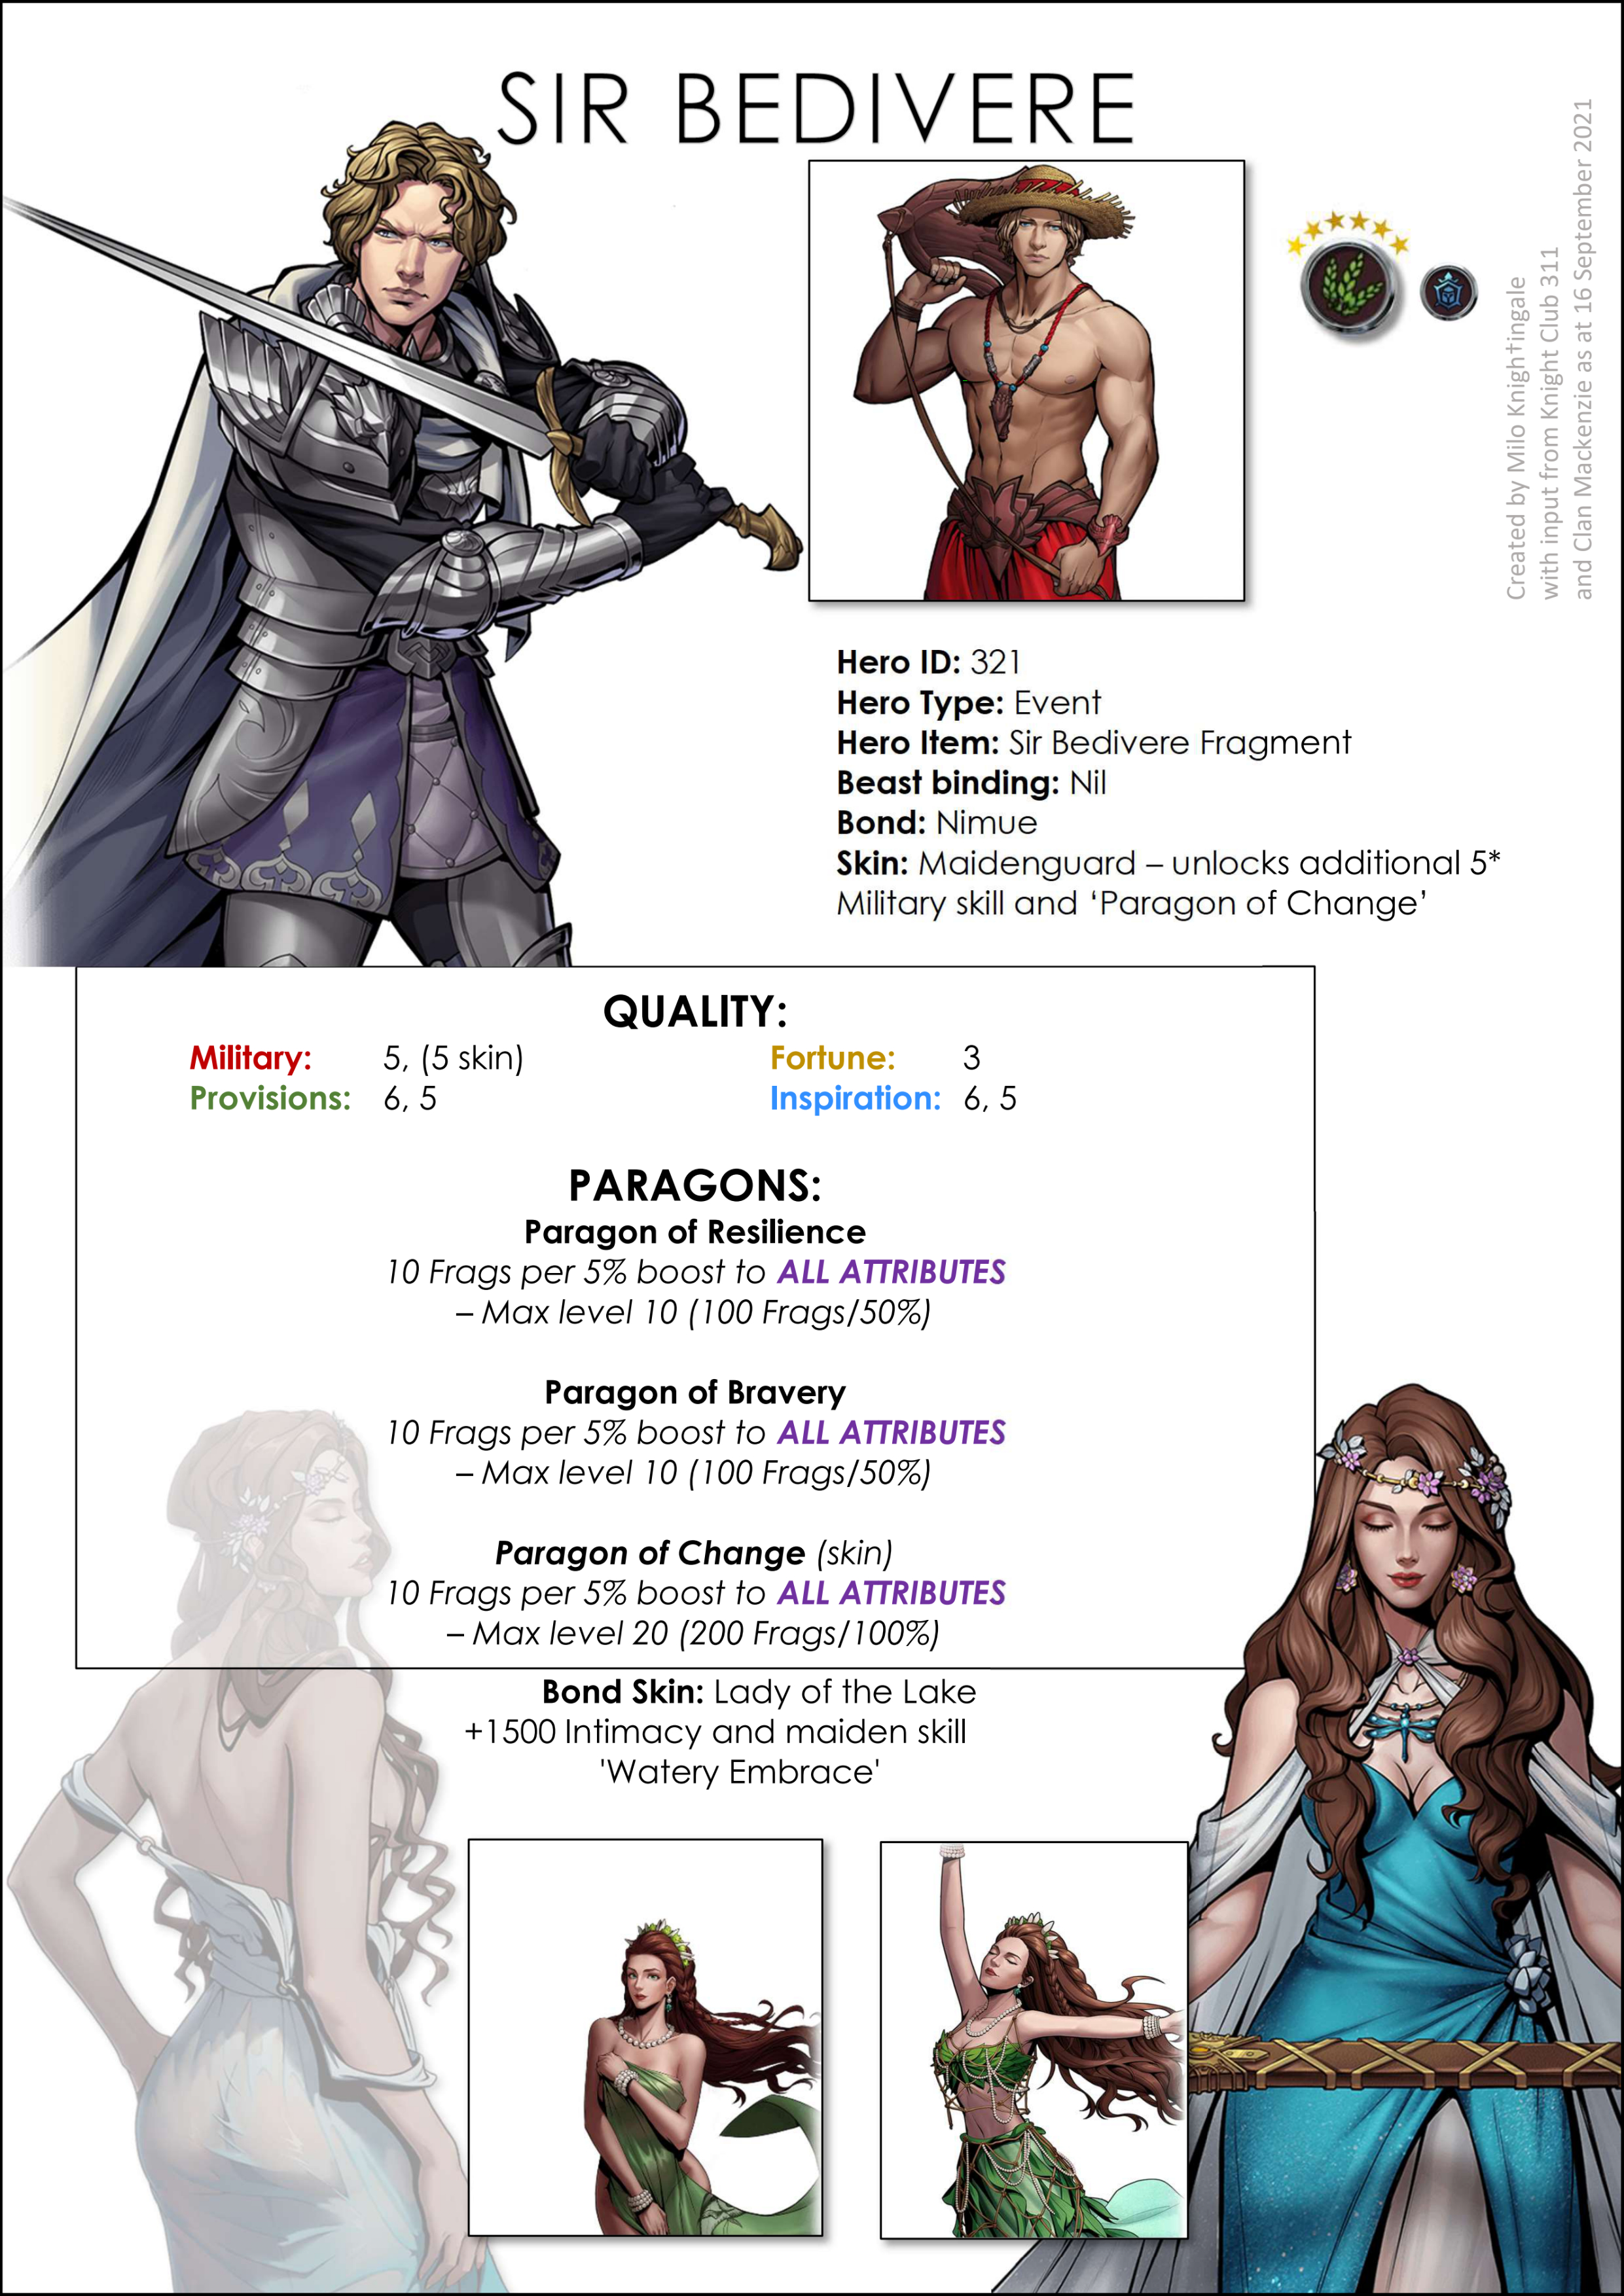 SIR BEDIVERE
Created by Milo Knigh†ingale
with input from Knight Club 311
and Clan Mackenzie as at 16 September 2021
Hero ID: 321
Hero Type: Event
Hero Item: Sir Bedivere Fragment
Beast binding: Nil
Bond: Nimue
Skin: Maidenguard – unlocks additional 5*
Military skill and ‘Paragon of Change’
QUALITY:
Military: 5, (5 skin) Fortune: 3
Provisions: 6, 5 Inspiration: 6, 5
PARAGONS:
Paragon of Resilience
10 Frags per 5% boost to ALL ATTRIBUTES
– Max level 10 (100 Frags/50%)
Paragon of Bravery
10 Frags per 5% boost to ALL ATTRIBUTES
– Max level 10 (100 Frags/50%)
Paragon of Change (skin)
10 Frags per 5% boost to ALL ATTRIBUTES
– Max level 20 (200 Frags/100%)
Bond Skin: Lady of the Lake
+1500 Intimacy and maiden skill
'Watery Embrace'